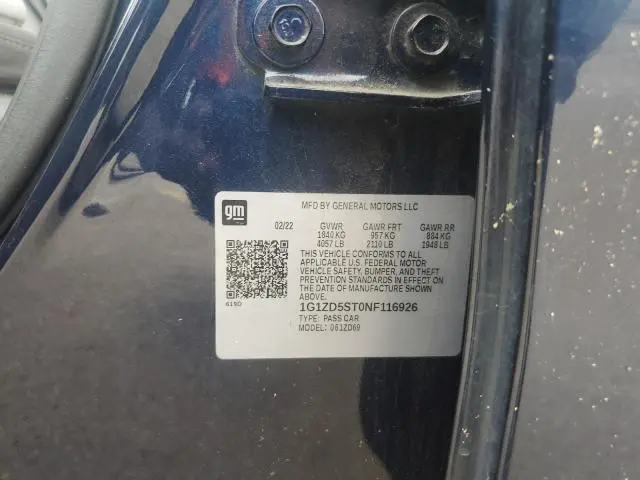 gm
MFD BY GENERAL MOTORS LLC
02/22 GVWR GAWR FRT GAWR RR
1840 KG 957 KG 884 KG
4057 LB 2110 LB 1948 LB
THIS VEHICLE CONFORMS TO ALL
APPLICABLE U.S. FEDERAL MOTOR
VEHICLE SAFETY, BUMPER, AND THEFT
PREVENTION STANDARDS IN EFFECT ON
THE DATE OF MANUFACTURE SHOWN
ABOVE.
619D
1G1ZD5ST0NF116926
TYPE: PASS CAR
MODEL: 061ZD69